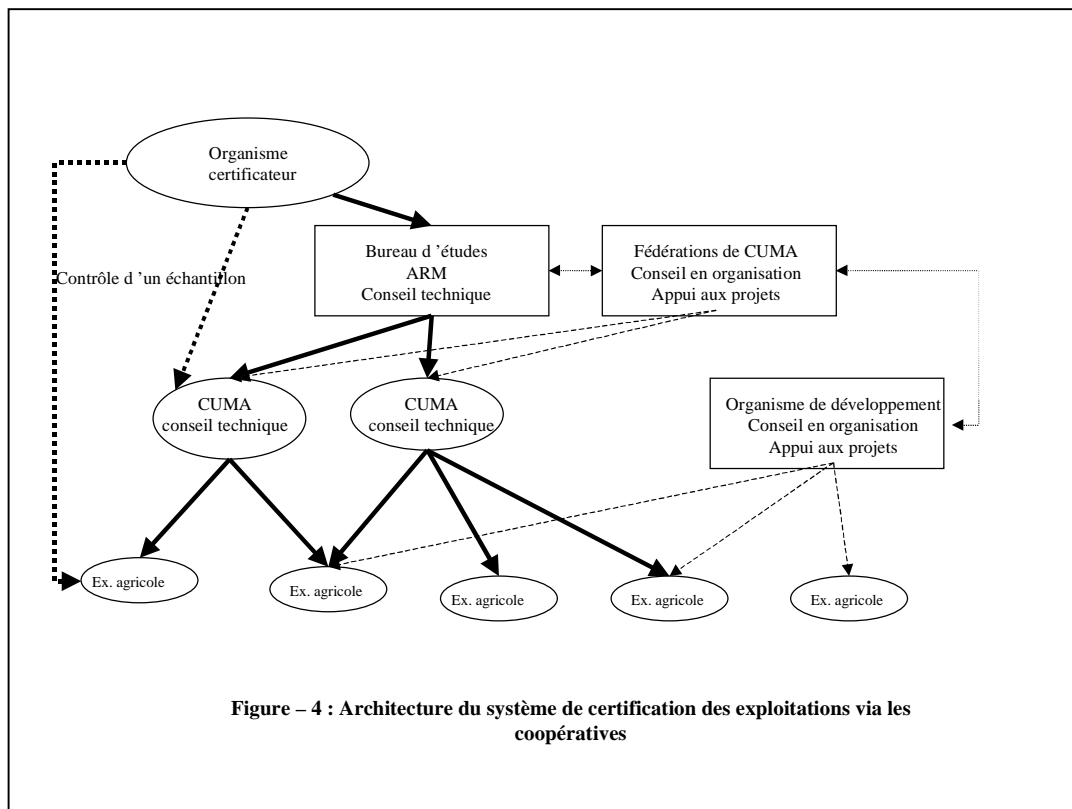 Organisme
certificateur
Bureau d ’études
ARM
Conseil technique
Fédérations de CUMA
Conseil en organisation
Appui aux projets
Contrôle d ’un échantillon
CUMA
conseil technique
CUMA
conseil technique
Organisme de développement
Conseil en organisation
Appui aux projets
Ex. agricole
Ex. agricole
Ex. agricole
Ex. agricole
Ex. agricole
Figure – 4 : Architecture du système de certification des exploitations via les
coopératives